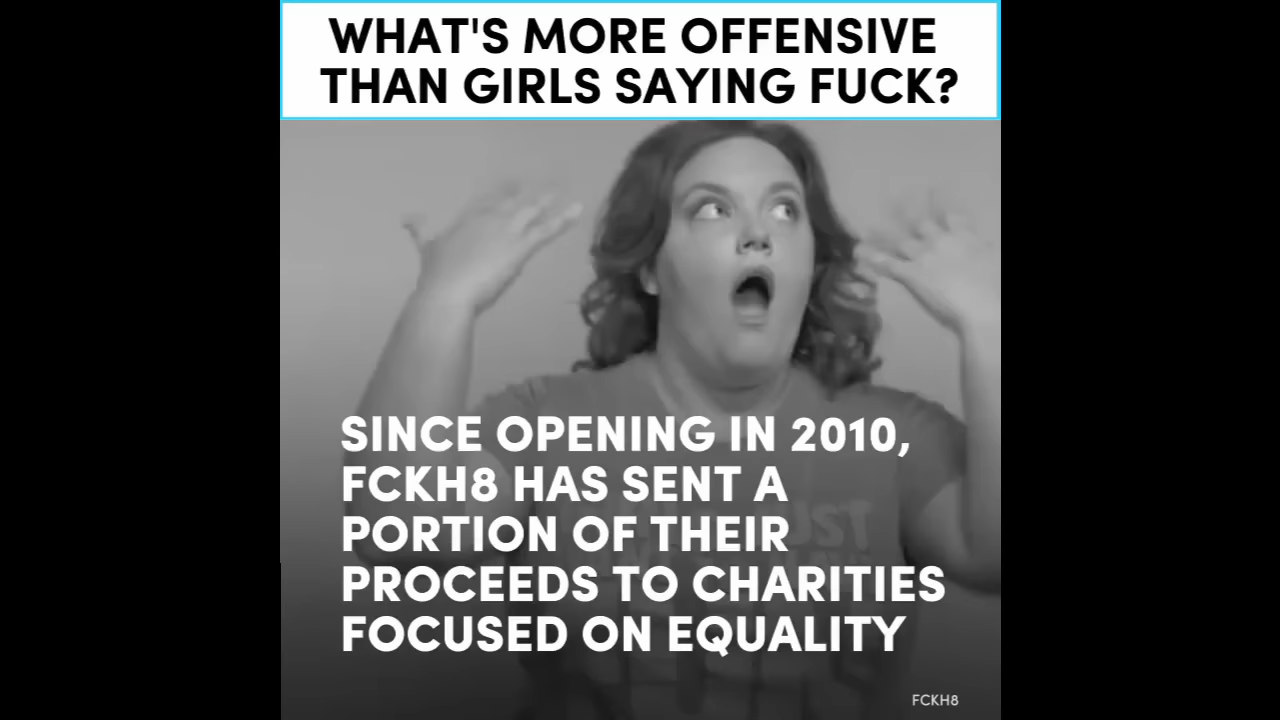 WHAT'S MORE OFFENSIVE
THAN GIRLS SAYING FUCK?
SINCE OPENING IN 2010,
FCKH8 HAS SENT A
PORTION OF THEIR
PROCEEDS TO CHARITIES
FOCUSED ON EQUALITY
FCKH8